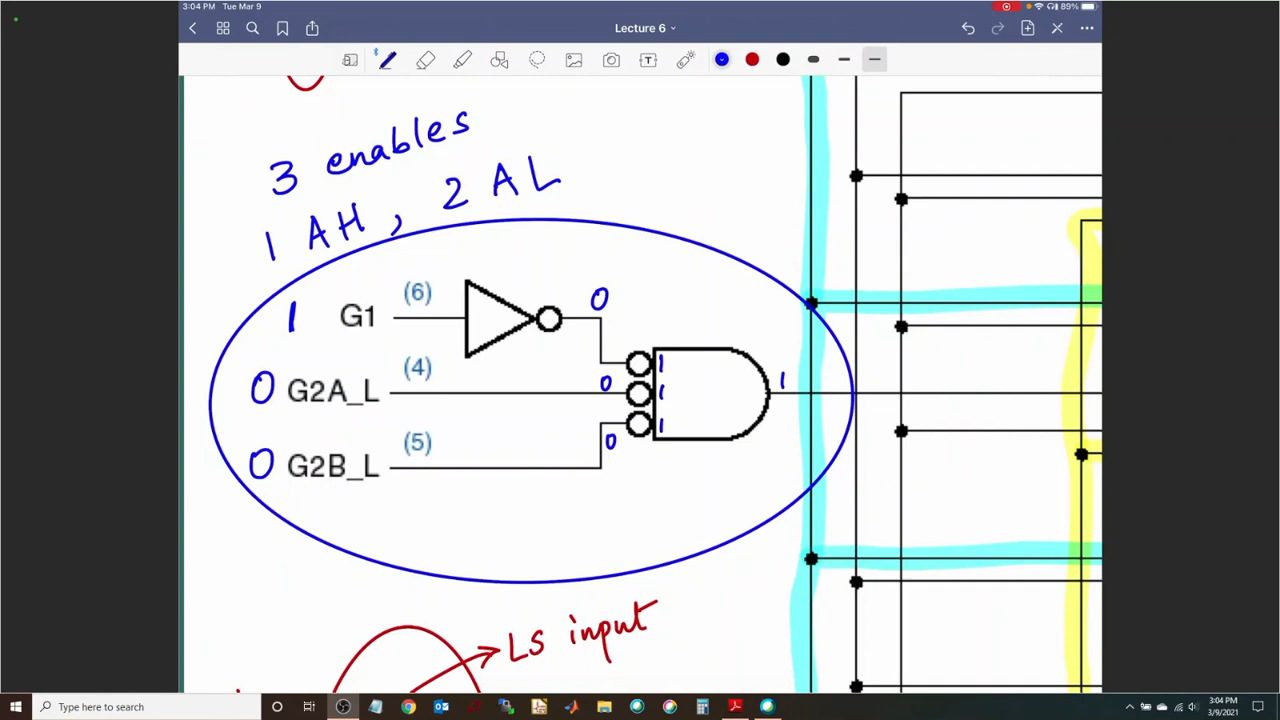 3:04 PM Tue Mar 9
89%
Lecture 6
T
3 enables
1 AH, 2 AL
1 G1 (6) 0
1
0 G2A_L (4) 0 1 1
1
0 G2B_L (5) 0
LS input
Type here to search
3:04 PM
3/9/2021